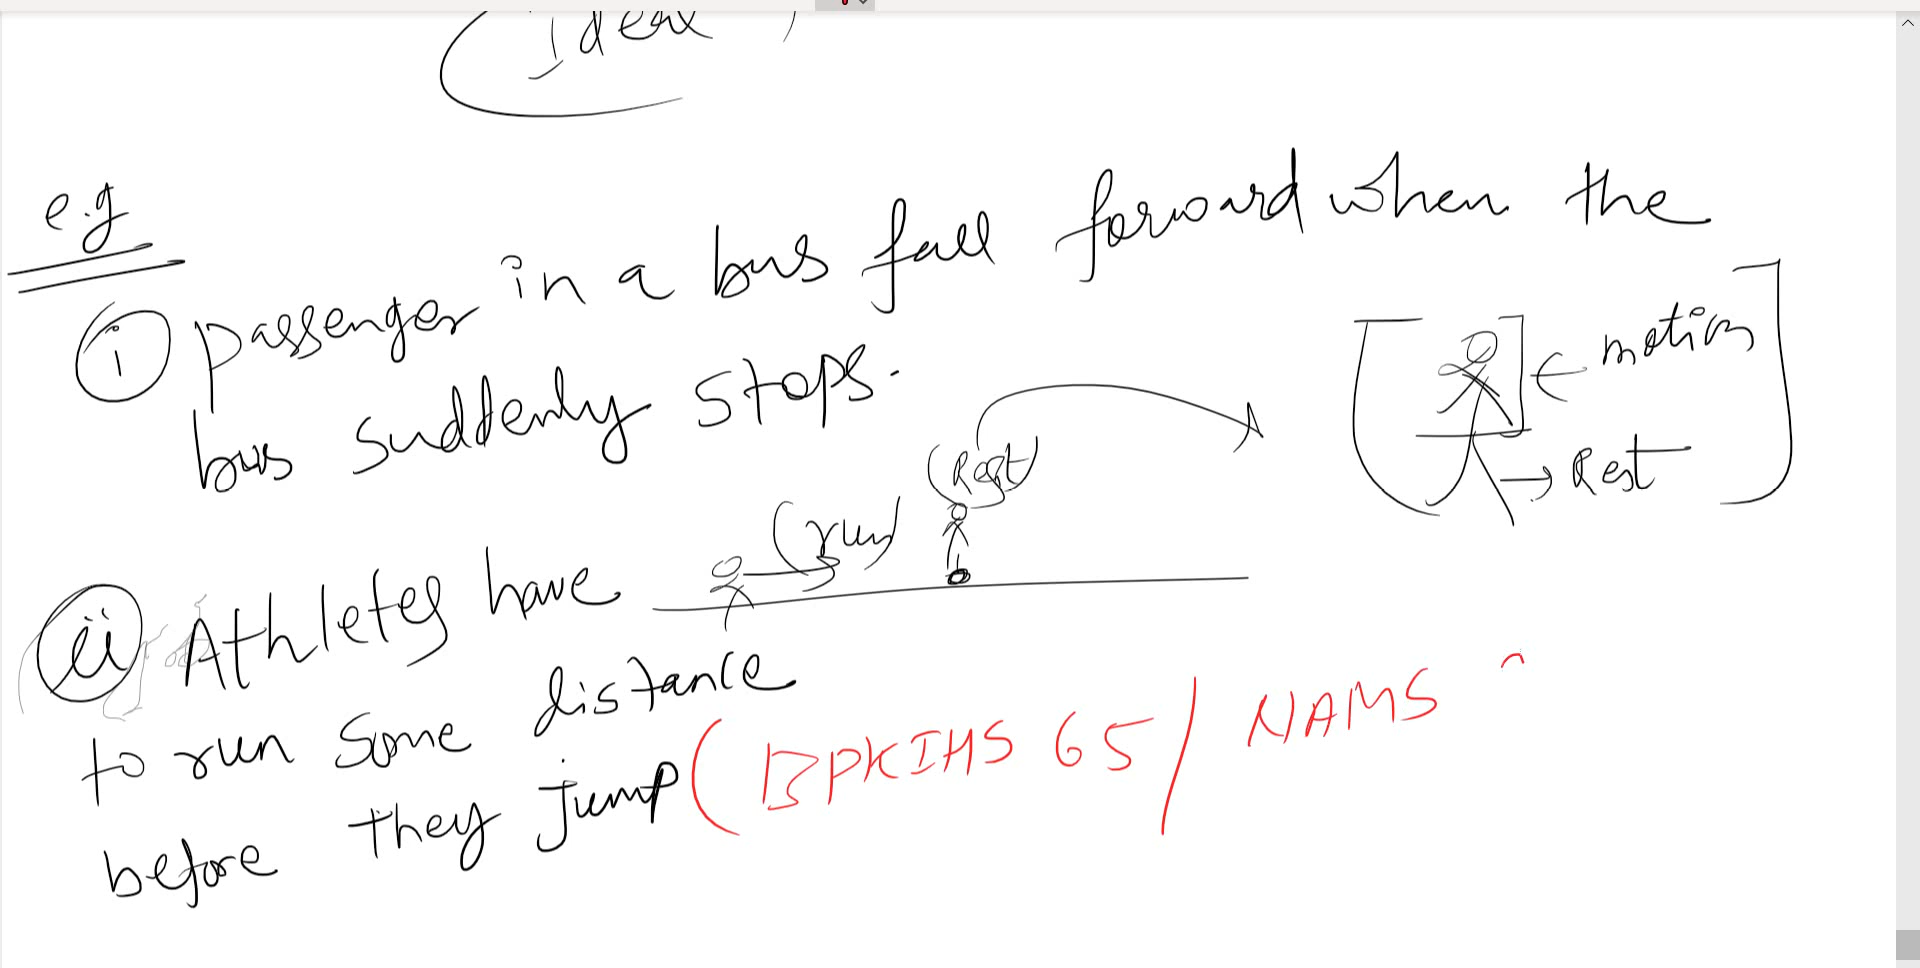 (Ideal)
e.g
(i) passenger in a bus fall forward when the
bus suddenly stops.
motion
Rest
(Rest)
(run)
(ii) Athletes have
to run some distance
before they jump (BPKIHS 65/ NAMS